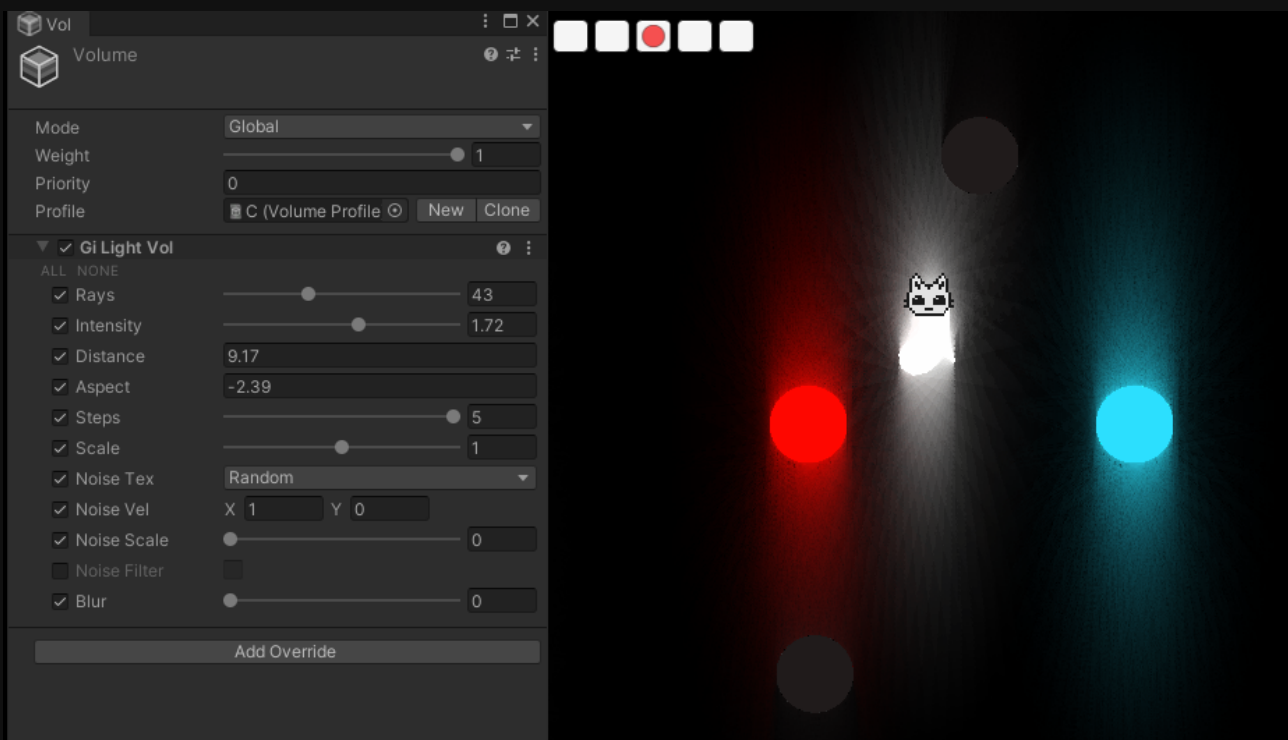 Vol
Volume
Mode Global
Weight 1
Priority 0
Profile C (Volume Profile New Clone
Gi Light Vol
ALL NONE
Rays 43
Intensity 1.72
Distance 9.17
Aspect -2.39
Steps 5
Scale 1
Noise Tex Random
Noise Vel X 1 Y 0
Noise Scale 0
Noise Filter
Blur 0
Add Override